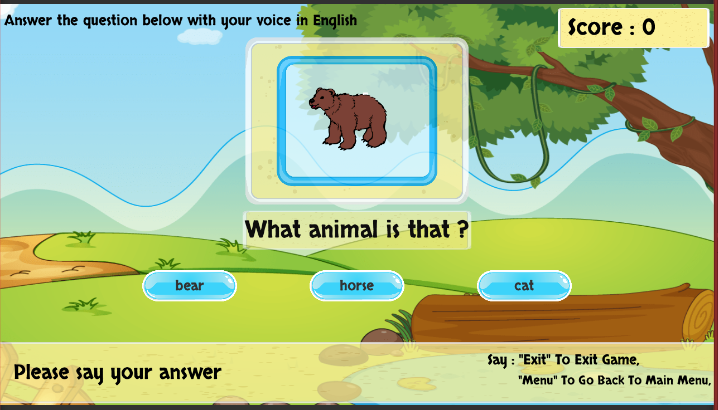 Answer the question below with your voice in English
Score : 0
What animal is that ?
bear
horse
cat
Please say your answer
Say : "Exit" To Exit Game,
"Menu" To Go Back To Main Menu,